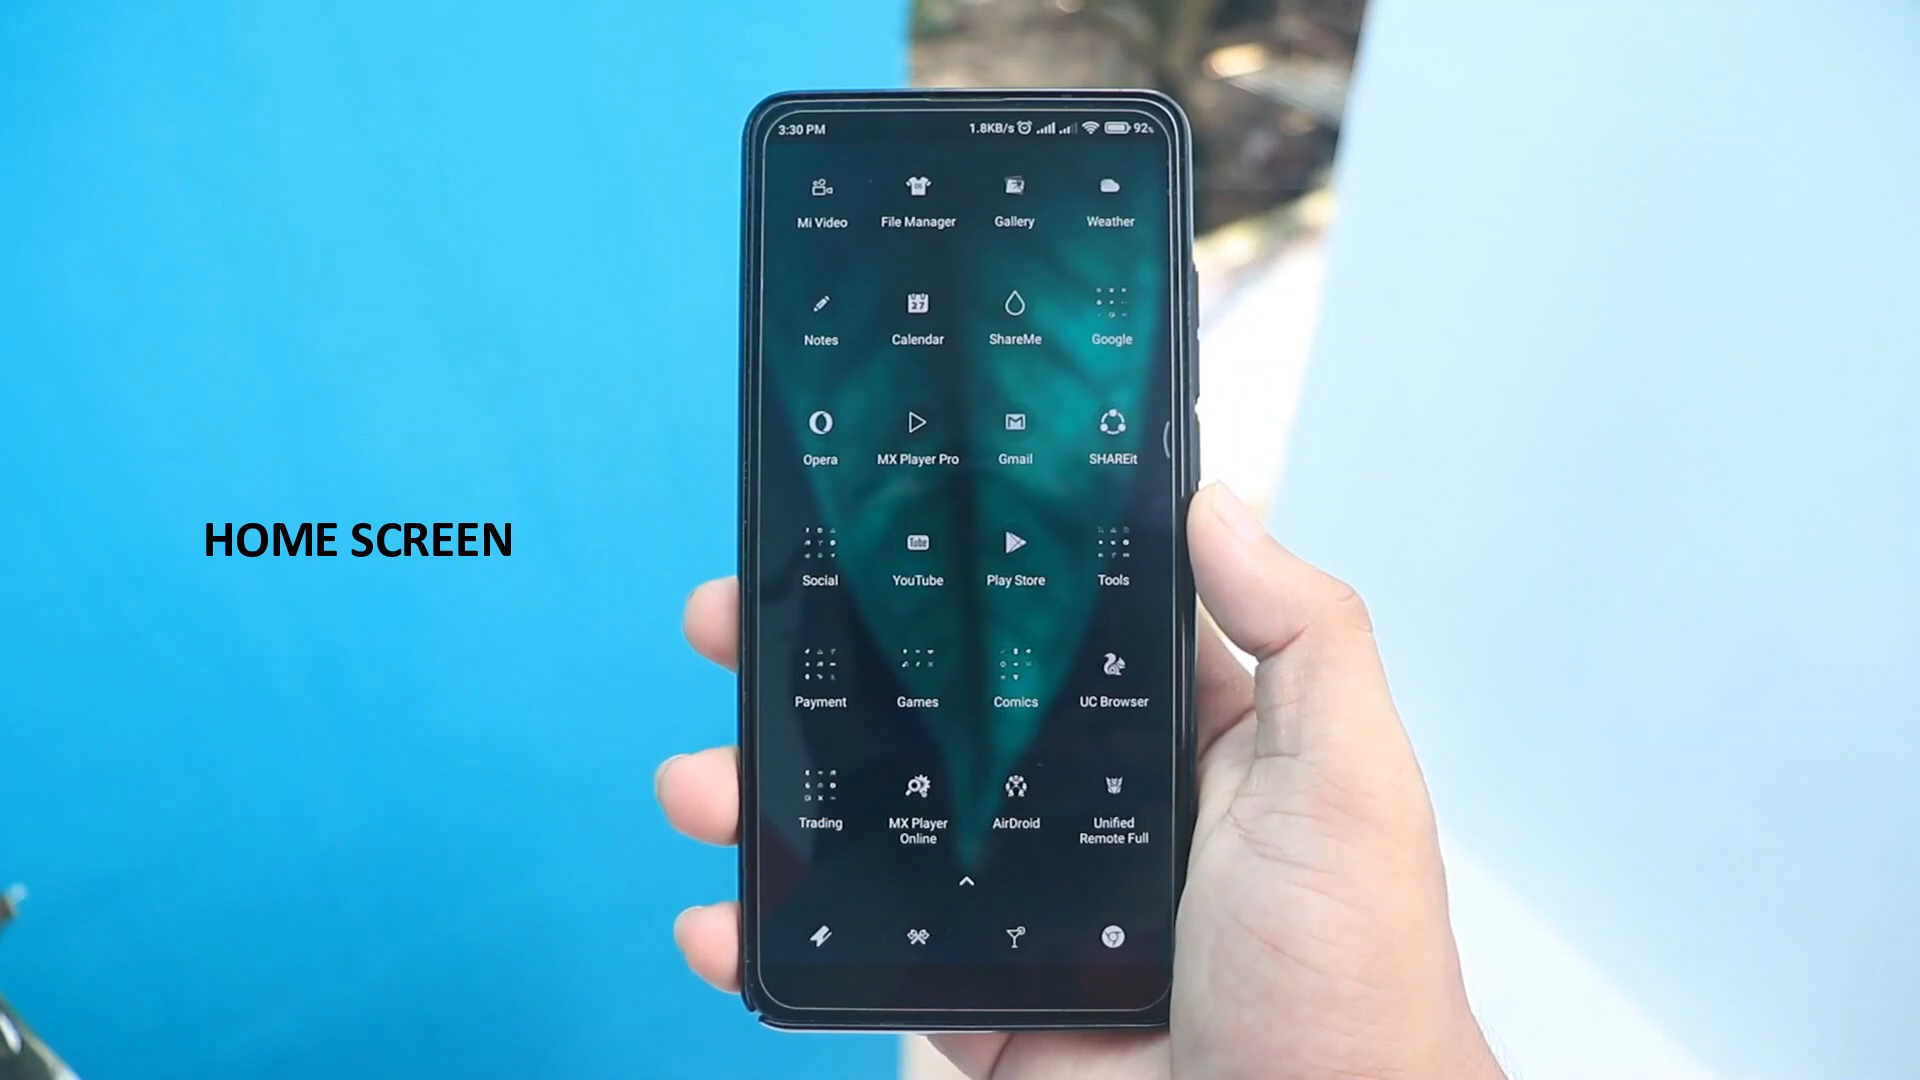 3:30 PM 1.8KB/s 92%
Mi Video File Manager Gallery Weather
27
Notes Calendar ShareMe Google
Opera MX Player Pro Gmail SHAREit
Tube
Social YouTube Play Store Tools
HOME SCREEN
Payment Games Comics UC Browser
Trading MX Player Online AirDroid Unified Remote Full